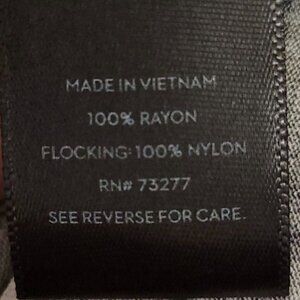 MADE IN VIETNAM
100% RAYON
FLOCKING: 100% NYLON
RN# 73277
SEE REVERSE FOR CARE.